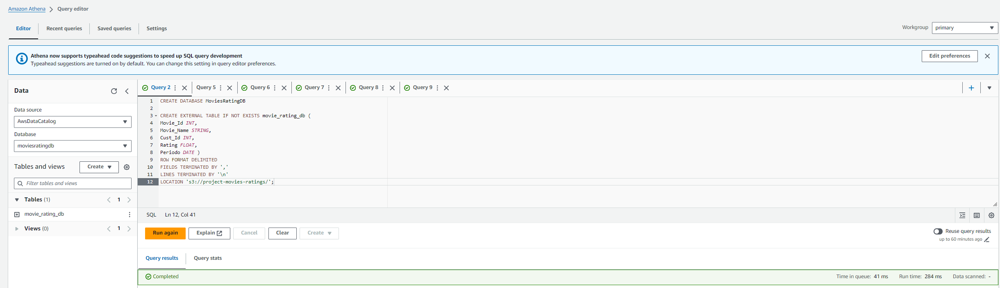 Amazon Athena > Query editor
Editor
Recent queries
Saved queries
Settings
Workgroup
primary
Athena now supports typeahead code suggestions to speed up SQL query development
Typeahead suggestions are turned on by default. You can change this setting in query editor preferences.
Edit preferences
Data
Data source
AwsDataCatalog
Database
moviesratingdb
Tables and views
Create
Filter tables and views
Tables (1)
1
movie_rating_db
Views (0)
1
Query 2
Query 5
Query 6
Query 7
Query 8
Query 9
1 CREATE DATABASE MoviesRatingDB
2
3 CREATE EXTERNAL TABLE IF NOT EXISTS movie_rating_db (
4 Movie_Id INT,
5 Movie_Name STRING,
6 Cust_Id INT,
7 Rating FLOAT,
8 Periodo DATE )
9 ROW FORMAT DELIMITED
10 FIELDS TERMINATED BY ','
11 LINES TERMINATED BY '\n'
12 LOCATION 's3://project-movies-ratings/';
SQL
Ln 12, Col 41
Run again
Explain
Cancel
Clear
Create
Reuse query results
up to 60 minutes ago
Query results
Query stats
Completed
Time in queue: 41 ms
Run time: 284 ms
Data scanned: -